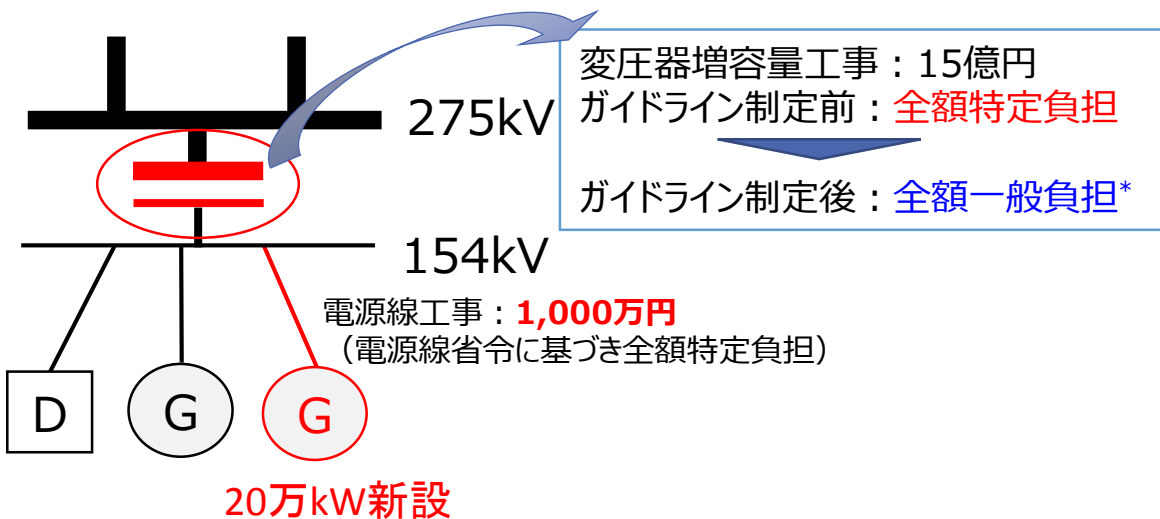 変圧器増容量工事：15億円
ガイドライン制定前：全額特定負担
ガイドライン制定後：全額一般負担*
275kV
154kV
電源線工事：1,000万円
（電源線省令に基づき全額特定負担）
D
G
G
20万kW新設